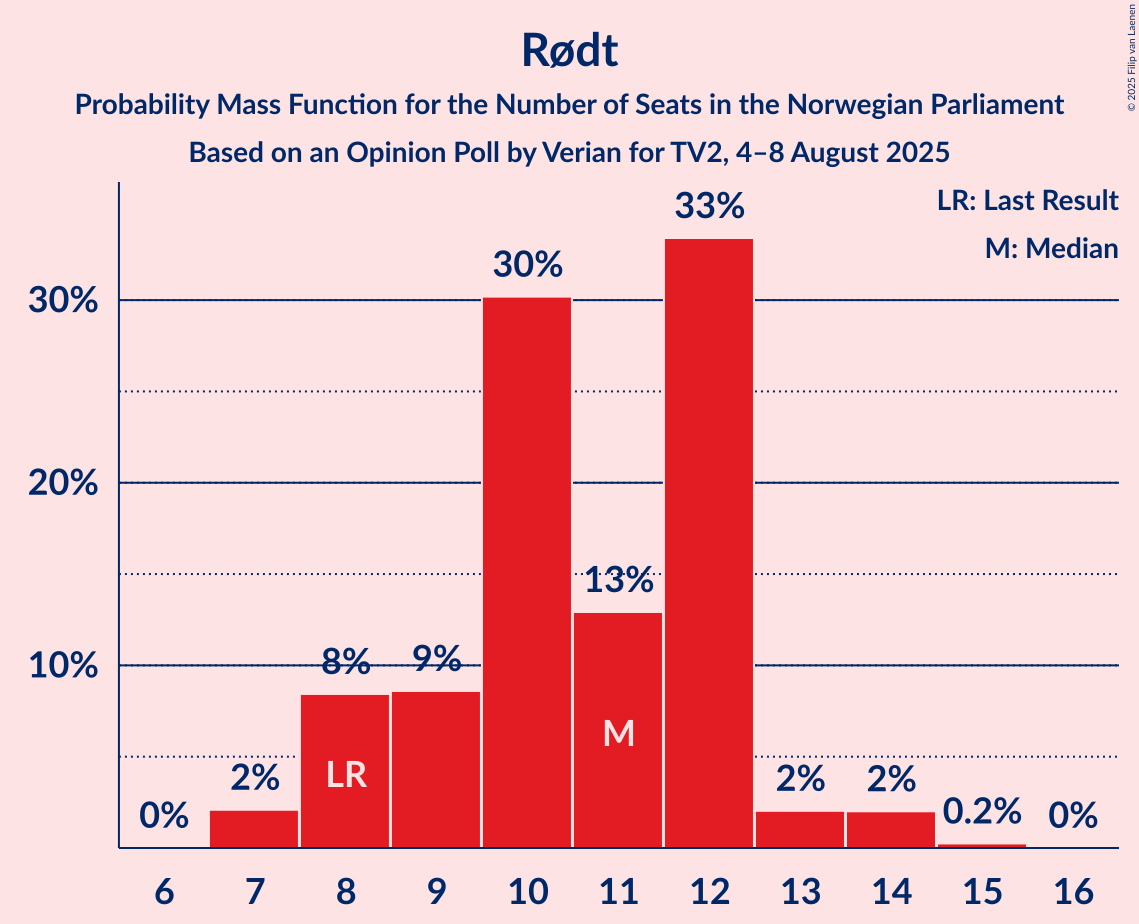 Rødt
Probability Mass Function for the Number of Seats in the Norwegian Parliament
Based on an Opinion Poll by Verian for TV2, 4–8 August 2025
© 2025 Filip van Laenen
LR: Last Result
M: Median
33%
30%
30%
20%
13%
10%
8%
9%
M
LR
0%
2%
2%
2%
0.2%
0%
6 7 8 9 10 11 12 13 14 15 16